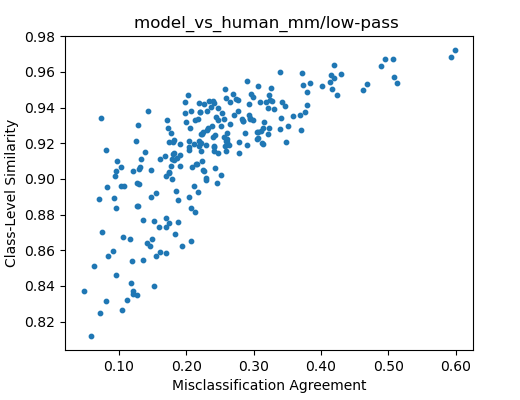 model_vs_human_mm/low-pass
0.98
0.96
0.94
0.92
0.90
0.88
0.86
0.84
0.82
Class-Level Similarity
0.10 0.20 0.30 0.40 0.50 0.60
Misclassification Agreement